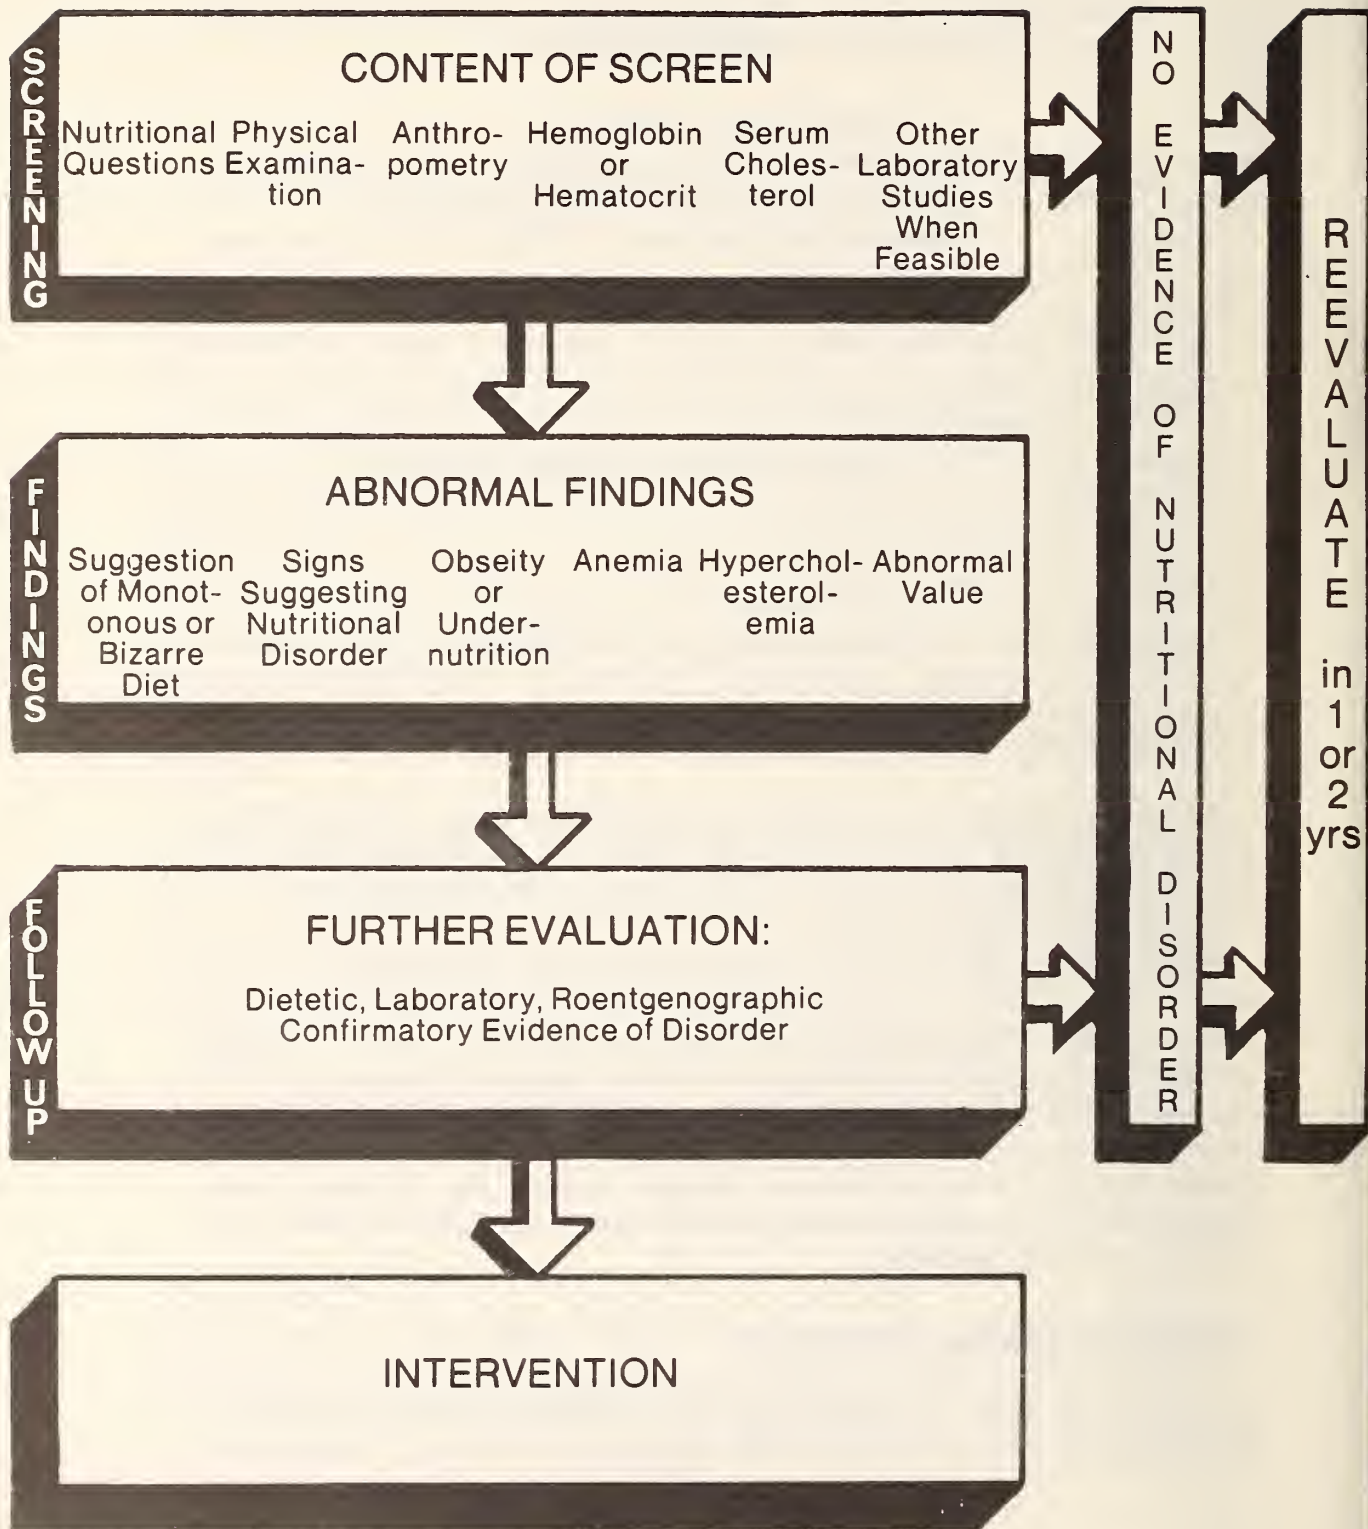 SCREENING
CONTENT OF SCREEN
Nutritional
Questions
Physical
Examina-
tion
Anthro-
pometry
Hemoglobin
or
Hematocrit
Serum
Choles-
terol
Other
Laboratory
Studies
When
Feasible
FINDINGS
ABNORMAL FINDINGS
Suggestion
of Monot-
onous or
Bizarre
Diet
Signs
Suggesting
Nutritional
Disorder
Obseity
or
Under-
nutrition
Anemia
Hyperchol-
esterol-
emia
Abnormal
Value
FOLLOW UP
FURTHER EVALUATION:
Dietetic, Laboratory, Roentgenographic
Confirmatory Evidence of Disorder
INTERVENTION
NO EVIDENCE OF NUTRITIONAL DISORDER
REEVALUATE
in
1
or
2
yrs